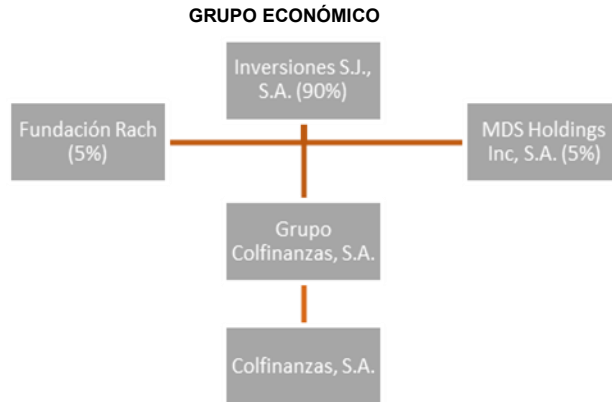 GRUPO ECONÓMICO
Inversiones S.J.,
S.A. (90%)
Fundación Rach
(5%)
MDS Holdings
Inc, S.A. (5%)
Grupo
Colfinanzas, S.A.
Colfinanzas, S.A.